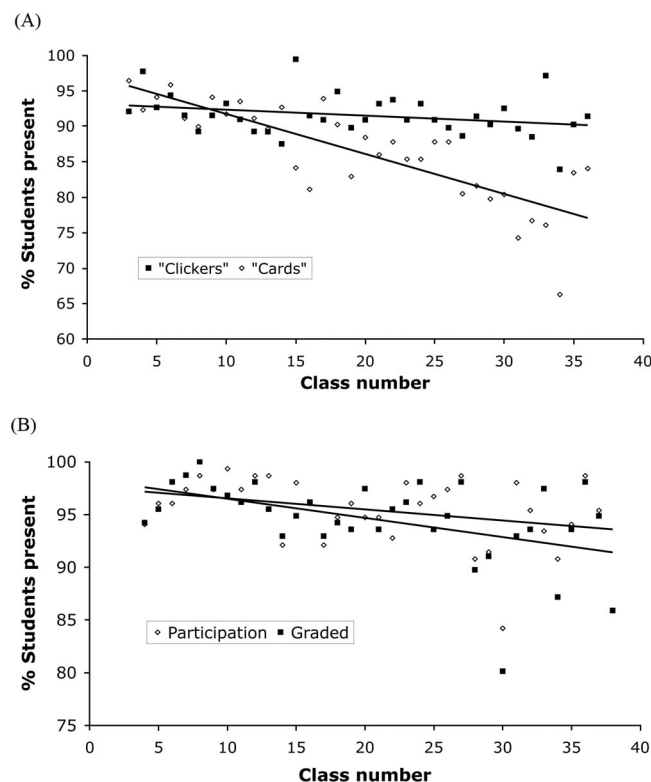 (A)
100
95
90
85
80
75
70
65
60
% Students present
"Clickers" "Cards"
0 5 10 15 20 25 30 35 40
Class number
(B)
100
95
90
85
80
75
% Students present
Participation Graded
0 5 10 15 20 25 30 35 40
Class number